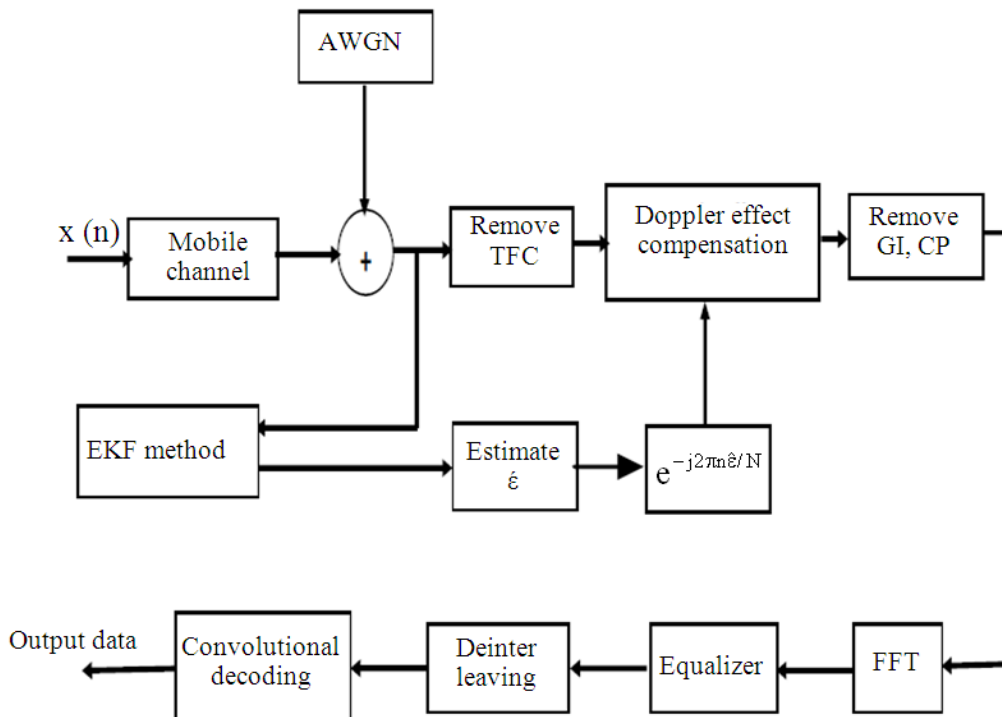 AWGN
x (n)
Mobile
channel
+
Remove
TFC
Doppler effect
compensation
Remove
GI, CP
EKF method
Estimate
έ
e^{-j2πnε̂/N}
Output data
Convolutional
decoding
Deinter
leaving
Equalizer
FFT